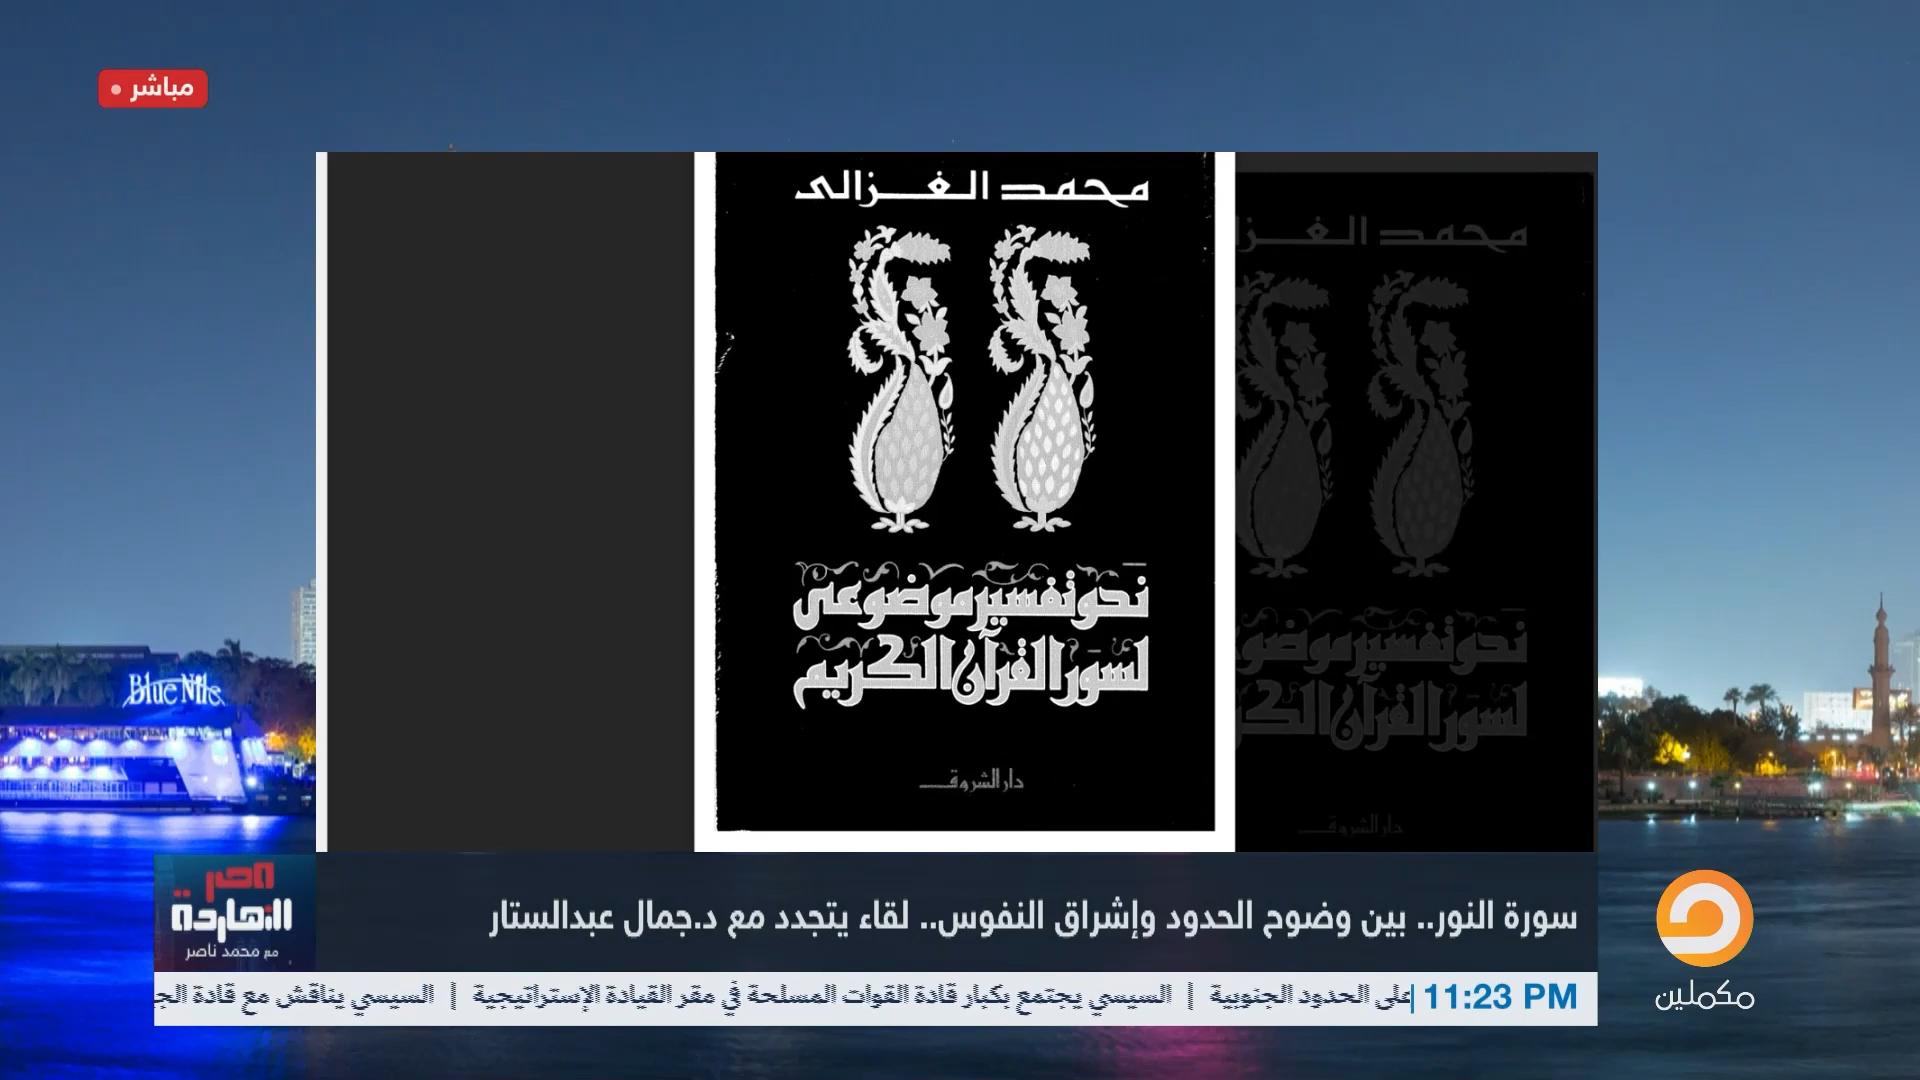 مباشر
محمد الغزالى
نحو تفسير موضوعى
لسور القرآن الكريم
دار الشروق
Blue Nile
سورة النور.. بين وضوح الحدود وإشراق النفوس.. لقاء يتجدد مع د.جمال عبدالستار
مصر
النهاردة
مع محمد ناصر
11:23 PM
على الحدود الجنوبية | السيسي يجتمع بكبار قادة القوات المسلحة في مقر القيادة الإستراتيجية | السيسي يناقش مع قادة
مكملين